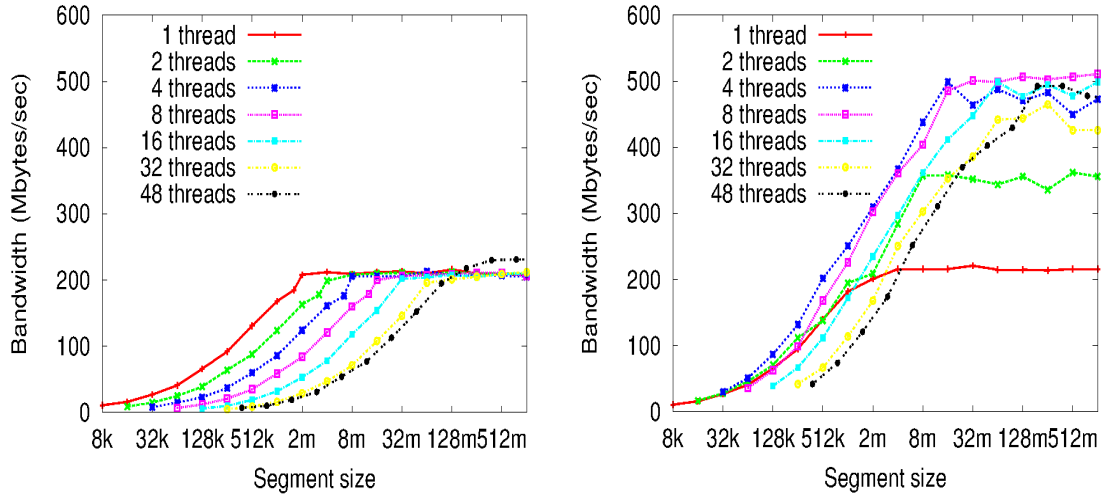 600
500
400
300
200
100
0
Bandwidth (Mbytes/sec)
1 thread
2 threads
4 threads
8 threads
16 threads
32 threads
48 threads
8k 32k 128k 512k 2m 8m 32m 128m 512m
Segment size
600
500
400
300
200
100
0
Bandwidth (Mbytes/sec)
1 thread
2 threads
4 threads
8 threads
16 threads
32 threads
48 threads
8k 32k 128k 512k 2m 8m 32m 128m 512m
Segment size